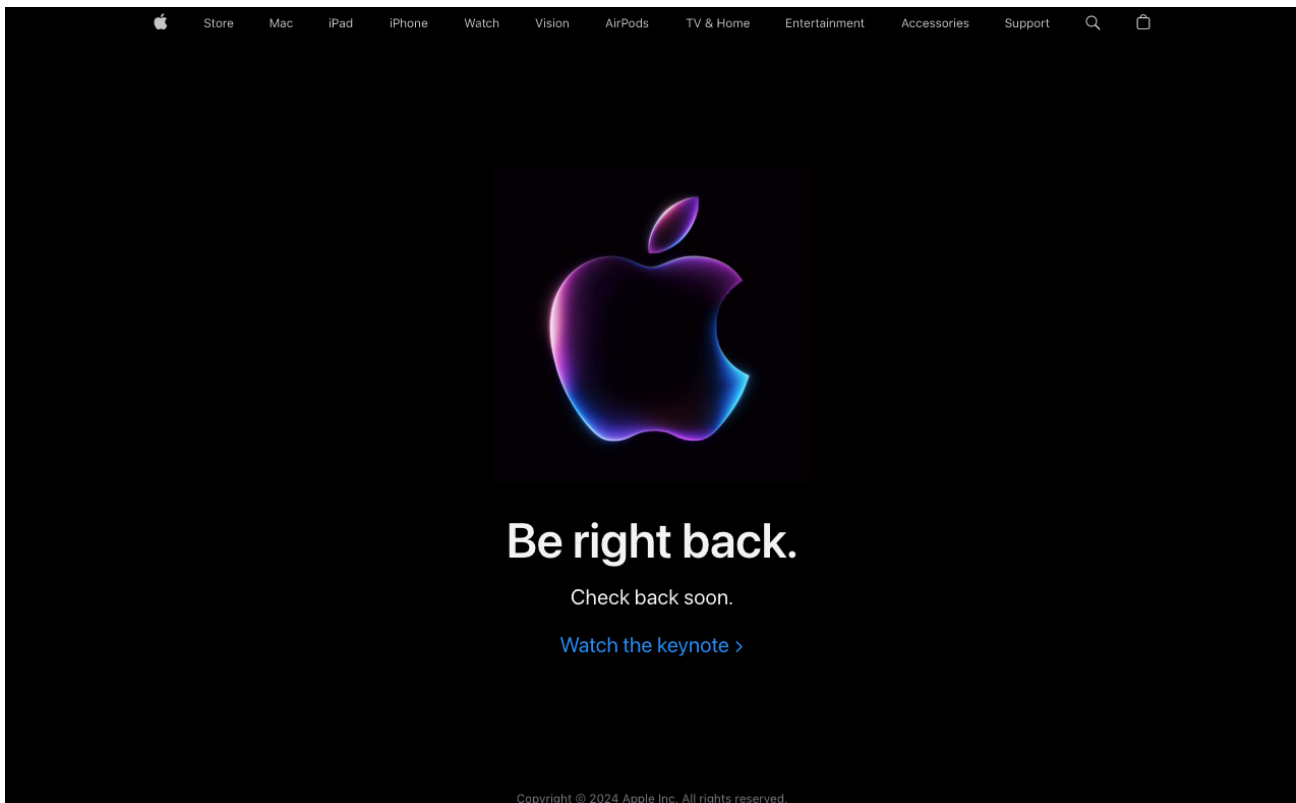 Store Mac iPad iPhone Watch Vision AirPods TV & Home Entertainment Accessories Support
Be right back.
Check back soon.
Watch the keynote >
Copyright © 2024 Apple Inc. All rights reserved.